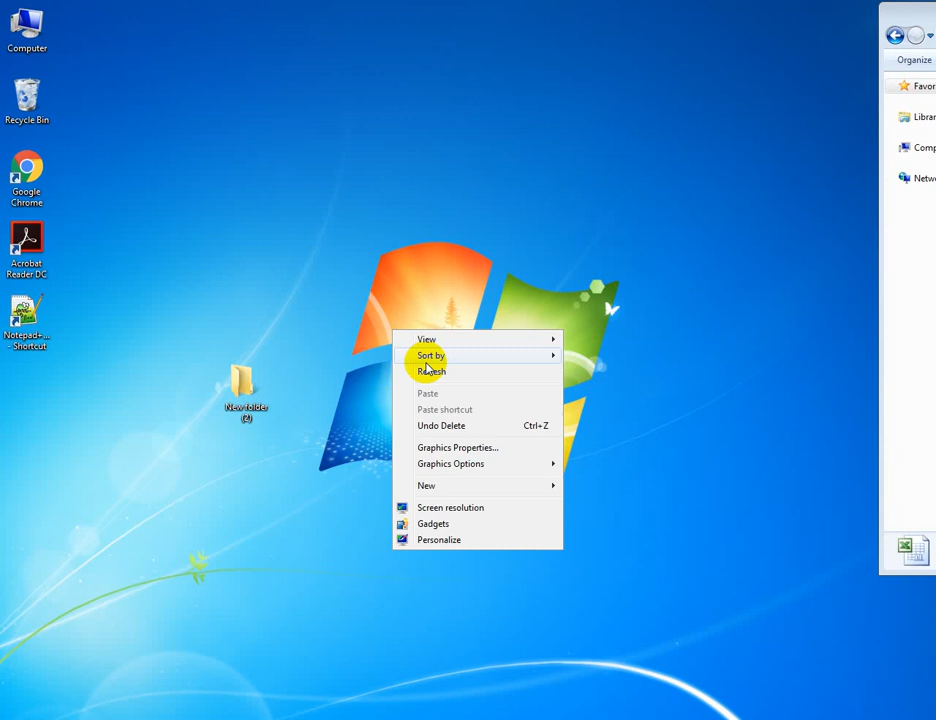 Computer
Recycle Bin
Google
Chrome
Acrobat
Reader DC
Notepad+...
- Shortcut
New folder
(2)
View
Sort by
Refresh
Paste
Paste shortcut
Undo Delete Ctrl+Z
Graphics Properties...
Graphics Options
New
Screen resolution
Gadgets
Personalize
Organize
Favor
Librar
Comp
Netwo